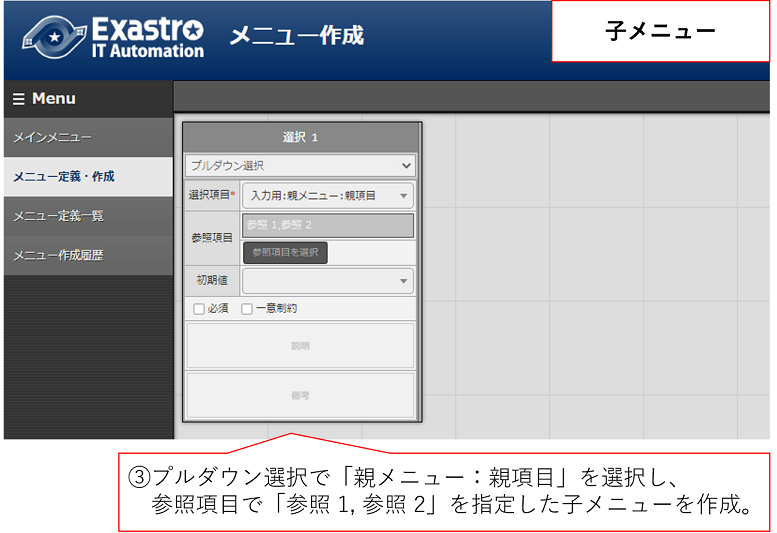 Exastro
IT Automation
メニュー作成
子メニュー
☰ Menu
メインメニュー
メニュー定義・作成
メニュー定義一覧
メニュー作成履歴
選択 1
プルダウン選択
選択項目* 入力用:親メニュー:親項目
参照項目 参照 1,参照 2
参照項目を選択
初期値
必須 一意制約
説明
備考
③プルダウン選択で「親メニュー：親項目」を選択し、
参照項目で「参照 1, 参照 2」を指定した子メニューを作成。